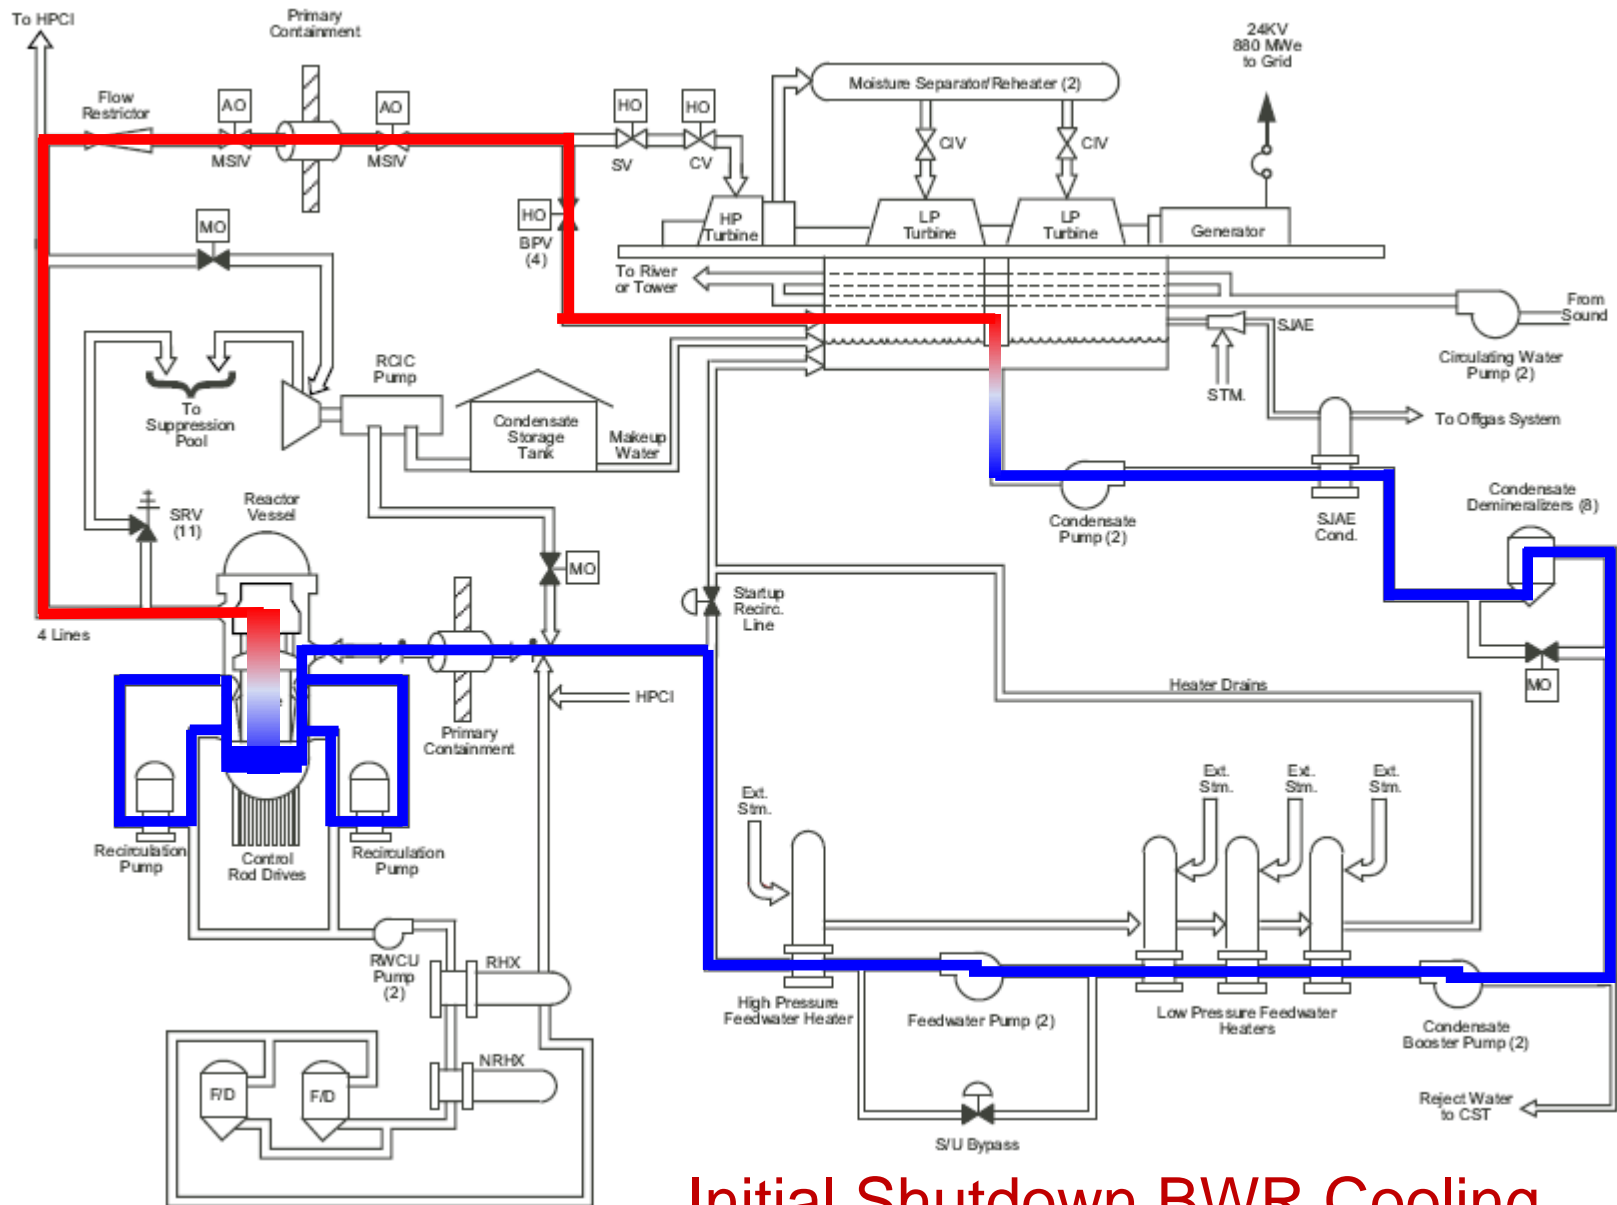 To HPCI
Primary
Containment
24KV
880 MWe
to Grid
Flow
Restrictor
AO
AO
HO
HO
Moisture Separator/Reheater (2)
MSIV
MSIV
SV
CV
CIV
CIV
MO
HO
BPV
(4)
HP
Turbine
LP
Turbine
LP
Turbine
Generator
To River
or Tower
From
Sound
SJAE
Circulating Water
Pump (2)
STM.
RCIC
Pump
To
Suppression
Pool
Condensate
Storage
Tank
Makeup
Water
To Offgas System
SRV
(11)
Reactor
Vessel
Condensate
Pump (2)
SJAE
Cond.
Condensate
Demineralizers (8)
MO
Startup
Recirc.
Line
4 Lines
HPCI
Heater Drains
MO
Primary
Containment
Ext.
Stm.
Ext.
Stm.
Ext.
Stm.
Ext.
Stm.
Recirculation
Pump
Control
Rod Drives
Recirculation
Pump
RWCU
Pump
(2)
RHX
High Pressure
Feedwater Heater
Feedwater Pump (2)
Low Pressure Feedwater
Heaters
Condensate
Booster Pump (2)
NRHX
F/D
F/D
Reject Water
to CST
S/U Bypass
Initial Shutdown BWR Cooling